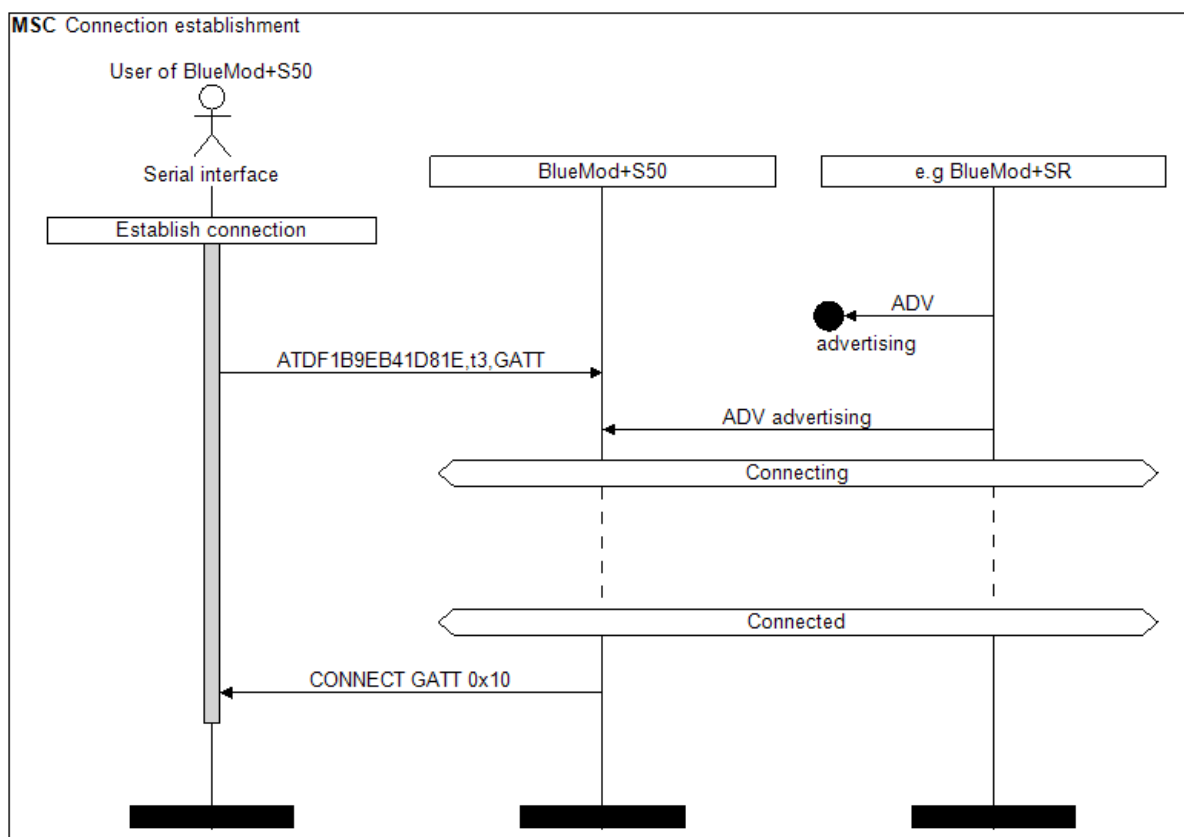 MSC Connection establishment
User of BlueMod+S50
Serial interface
BlueMod+S50
e.g BlueMod+SR
Establish connection
ADV
advertising
ATDF1B9EB41D81E,t3,GATT
ADV advertising
Connecting
Connected
CONNECT GATT 0x10